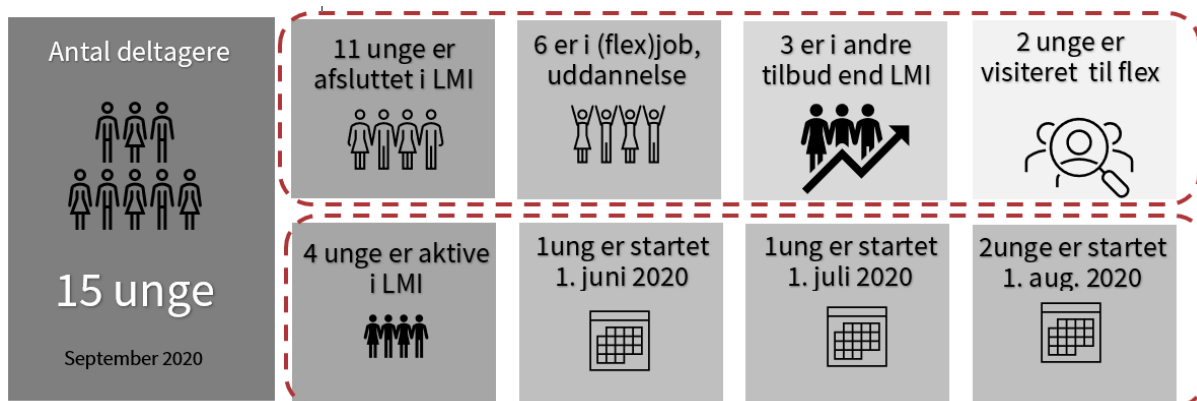 Antal deltagere
15 unge
September 2020
11 unge er
afsluttet i LMI
6 er i (flex)job,
uddannelse
3 er i andre
tilbud end LMI
2 unge er
visiteret til flex
4 unge er aktive
i LMI
1ung er startet
1. juni 2020
1ung er startet
1. juli 2020
2unge er startet
1. aug. 2020